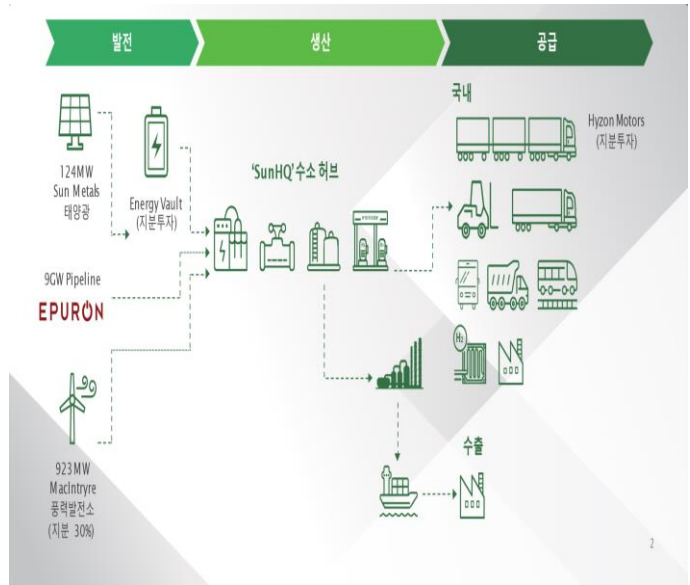 발전
생산
공급
국내
Hyzon Motors
(지분투자)
124MW
Sun Metals
태양광
Energy Vault
(지분투자)
'SunHQ' 수소 허브
9GW Pipeline
EPURON
H₂
923MW
MacIntryre
풍력발전소
(지분 30%)
수출
2